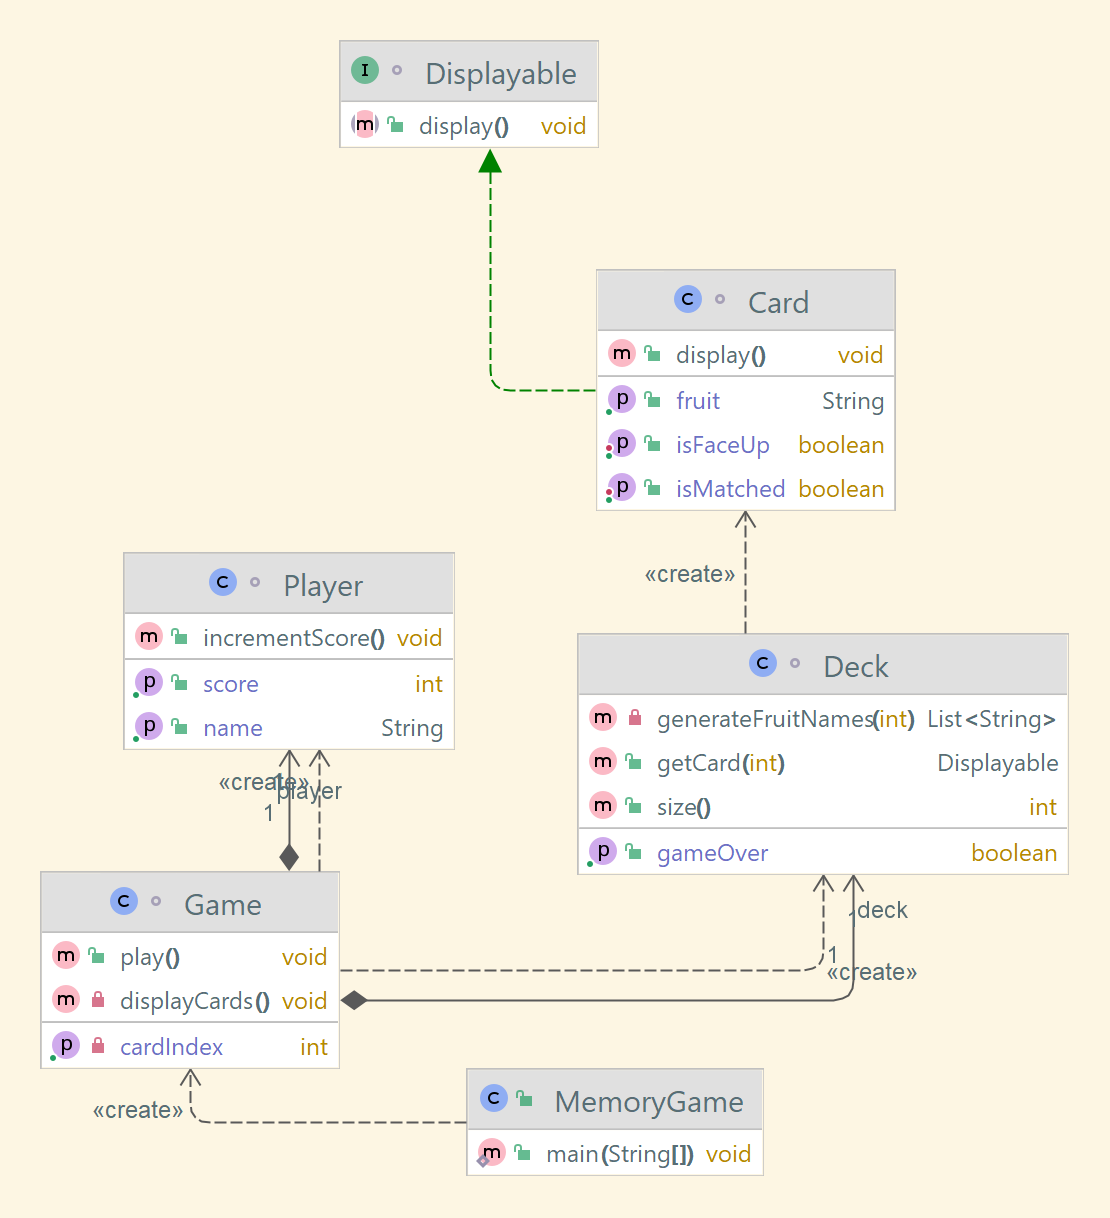 I Displayable
m display() void
C Card
m display() void
p fruit String
p isFaceUp boolean
p isMatched boolean
«create»
C Player
m incrementScore() void
p score int
p name String
C Deck
m generateFruitNames(int) List<String>
m getCard(int) Displayable
m size() int
p gameOver boolean
«create»
1
player
1
C Game
m play() void
m displayCards() void
p cardIndex int
1
deck
1
«create»
«create»
C MemoryGame
m main(String[]) void